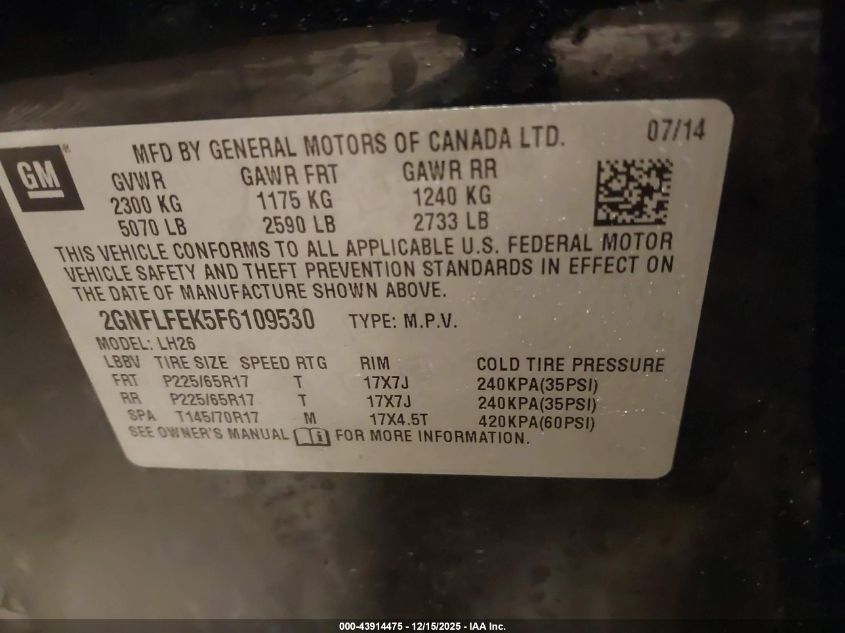 GM®
MFD BY GENERAL MOTORS OF CANADA LTD. 07/14
GVWR GAWR FRT GAWR RR
2300 KG 1175 KG 1240 KG
5070 LB 2590 LB 2733 LB
THIS VEHICLE CONFORMS TO ALL APPLICABLE U.S. FEDERAL MOTOR
VEHICLE SAFETY AND THEFT PREVENTION STANDARDS IN EFFECT ON
THE DATE OF MANUFACTURE SHOWN ABOVE.
2GNFLFEK5F6109530 TYPE: M.P.V.
MODEL: LH26
LBBV TIRE SIZE SPEED RTG RIM COLD TIRE PRESSURE
FRT P225/65R17 T 17X7J 240KPA(35PSI)
RR P225/65R17 T 17X7J 240KPA(35PSI)
SPA T145/70R17 M 17X4.5T 420KPA(60PSI)
SEE OWNER'S MANUAL FOR MORE INFORMATION.
000-43914475 - 12/15/2025 - IAA Inc.